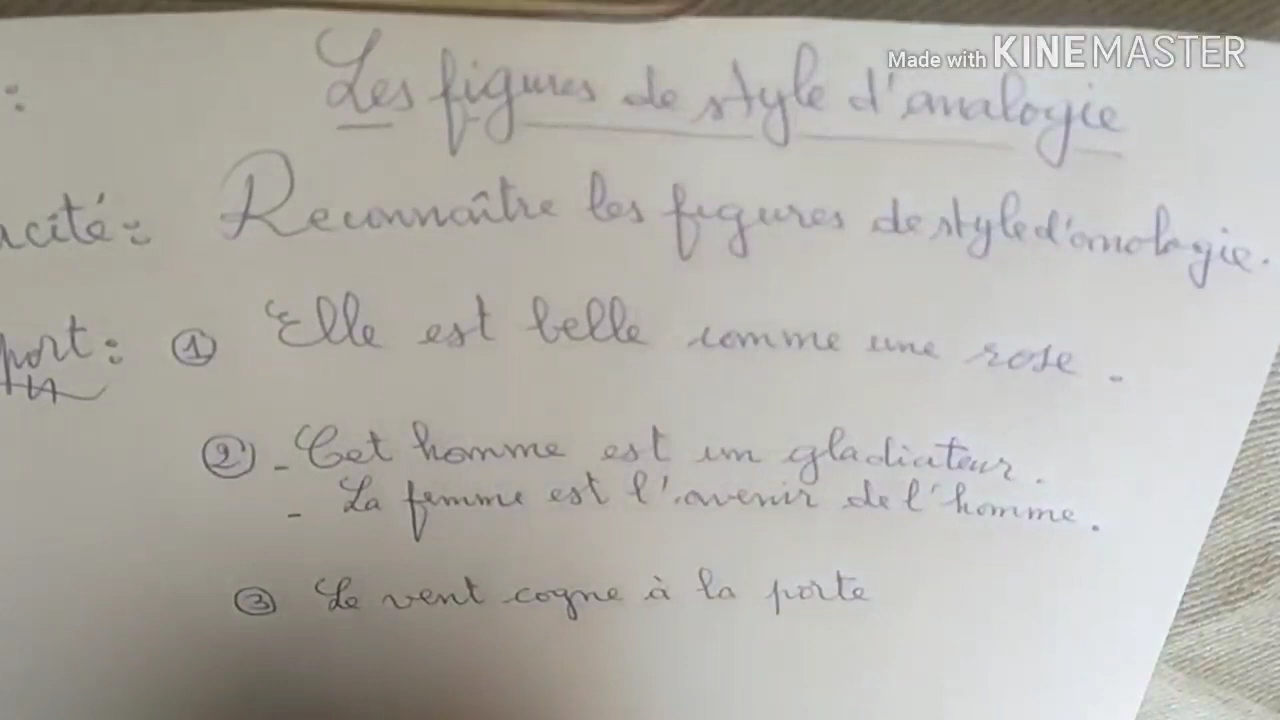 Made with KINEMASTER
: Les figures de style d'analogie
acité: Reconnaître les figures de style d'analogie.
port: ① Elle est belle comme une rose.
② - Cet homme est un gladiateur.
- La femme est l'avenir de l'homme.
③ Le vent cogne à la porte